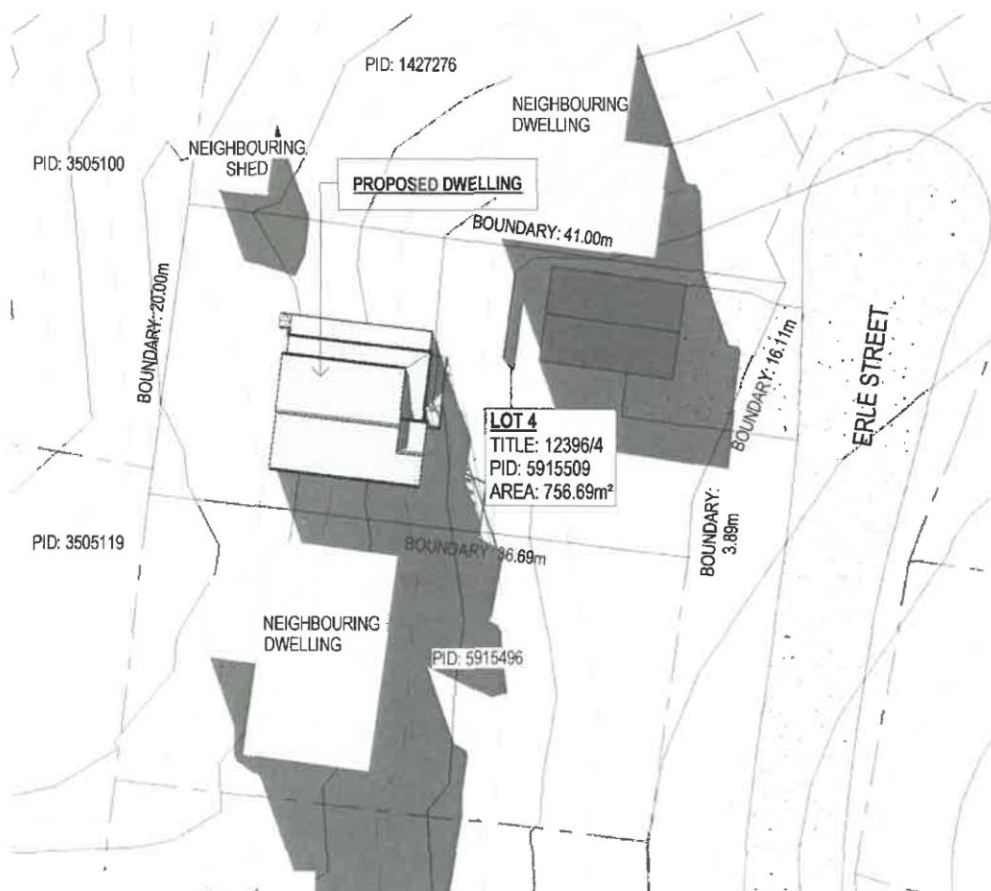 PID: 1427276
NEIGHBOURING
DWELLING
NEIGHBOURING
SHED
PID: 3505100
PROPOSED DWELLING
BOUNDARY: 41.00m
BOUNDARY: 20.00m
BOUNDARY: 16.11m
ERLE STREET
LOT 4
TITLE: 12396/4
PID: 5915509
AREA: 756.69m²
PID: 3505119
BOUNDARY: 36.69m
BOUNDARY:
3.89m
NEIGHBOURING
DWELLING
PID: 5915496